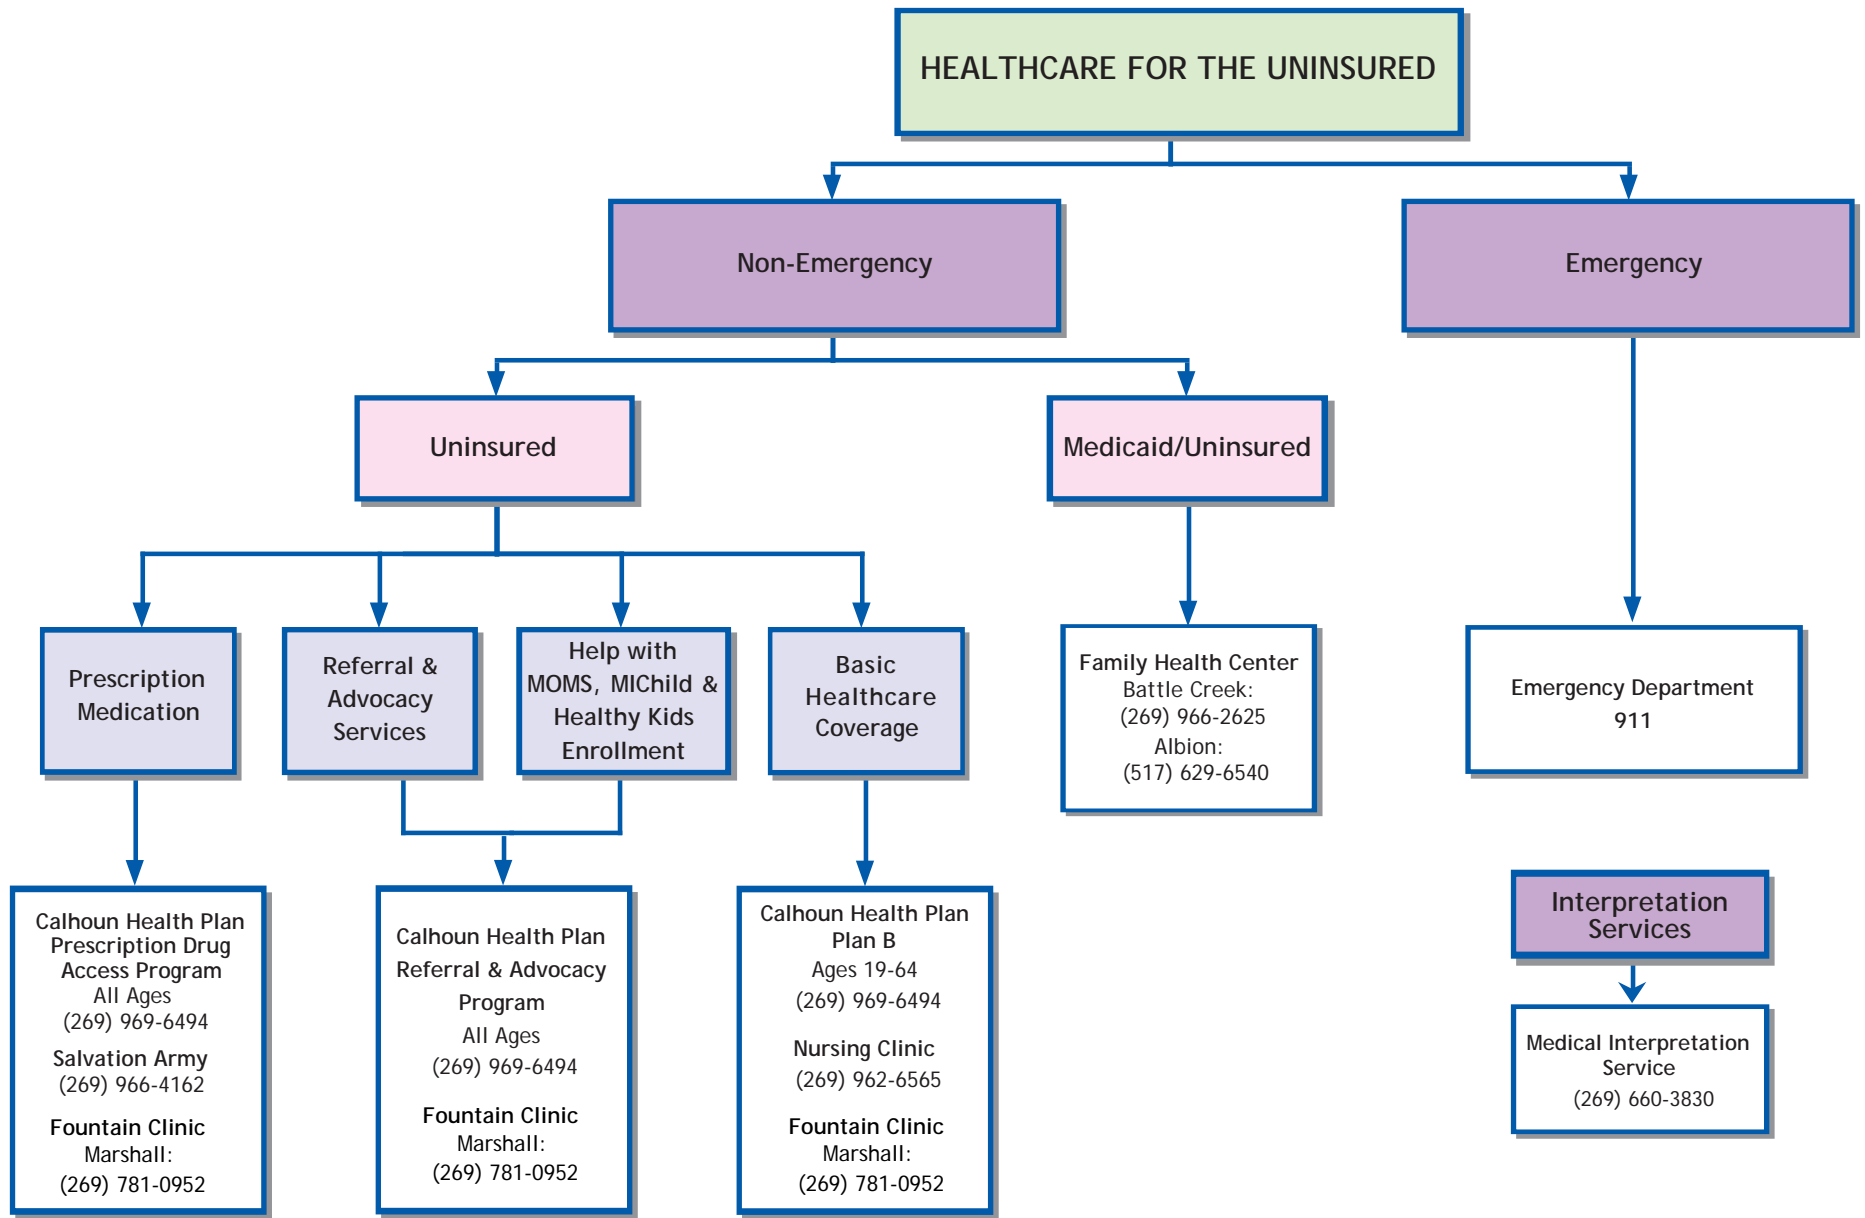 HEALTHCARE FOR THE UNINSURED
Non-Emergency
Emergency
Uninsured
Medicaid/Uninsured
Prescription
Medication
Referral &
Advocacy
Services
Help with
MOMS, MIChild &
Healthy Kids
Enrollment
Basic
Healthcare
Coverage
Family Health Center
Battle Creek:
(269) 966-2625
Albion:
(517) 629-6540
Emergency Department
911
Calhoun Health Plan
Prescription Drug
Access Program
All Ages
(269) 969-6494
Salvation Army
(269) 966-4162
Fountain Clinic
Marshall:
(269) 781-0952
Calhoun Health Plan
Referral & Advocacy
Program
All Ages
(269) 969-6494
Fountain Clinic
Marshall:
(269) 781-0952
Calhoun Health Plan
Plan B
Ages 19-64
(269) 969-6494
Nursing Clinic
(269) 962-6565
Fountain Clinic
Marshall:
(269) 781-0952
Interpretation
Services
Medical Interpretation
Service
(269) 660-3830